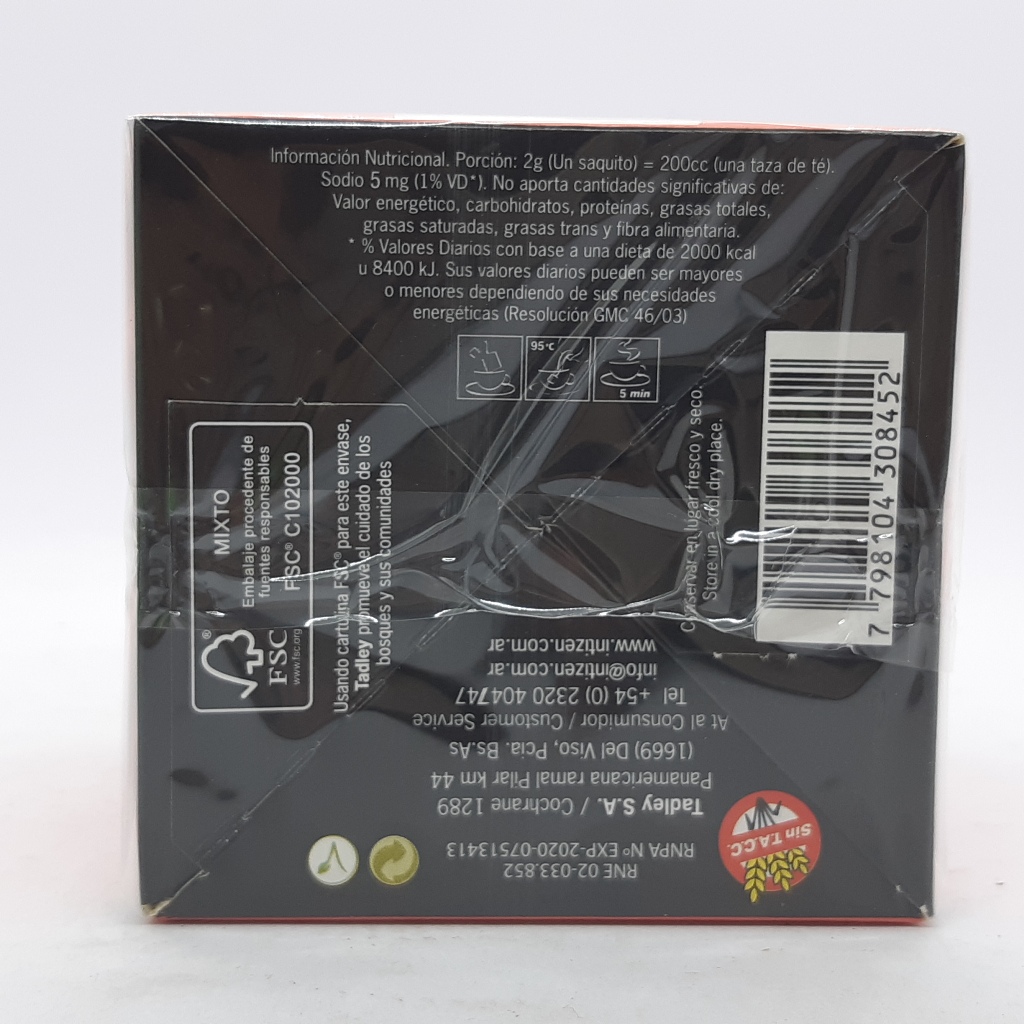 Información Nutricional. Porción: 2g (Un saquito) = 200cc (una taza de té).
Sodio 5 mg (1% VD*). No aporta cantidades significativas de:
Valor energético, carbohidratos, proteínas, grasas totales,
grasas saturadas, grasas trans y fibra alimentaria.
* % Valores Diarios con base a una dieta de 2000 kcal
u 8400 kJ. Sus valores diarios pueden ser mayores
o menores dependiendo de sus necesidades
energéticas (Resolución GMC 46/03)
95°c
5 min
MIXTO
Embalaje procedente de
fuentes responsables
FSC® C102000
®
FSC
www.fsc.org
Usando cartulina FSC® para este envase,
Tadley promueve el cuidado de los
bosques y sus comunidades
Conservar en lugar fresco y seco.
Store in a cool dry place.
7 798104 308452
RNE 02-033.852
RNPA Nº EXP-2020-07513413
Tadley S.A. / Cochrane 1289
Panamericana ramal Pilar km 44
(1669) Del Viso, Pcia. Bs.As
At al Consumidor / Customer Service
Tel +54 (0) 2320 404747
info@intizen.com.ar
www.intizen.com.ar
Sin T.A.C.C.